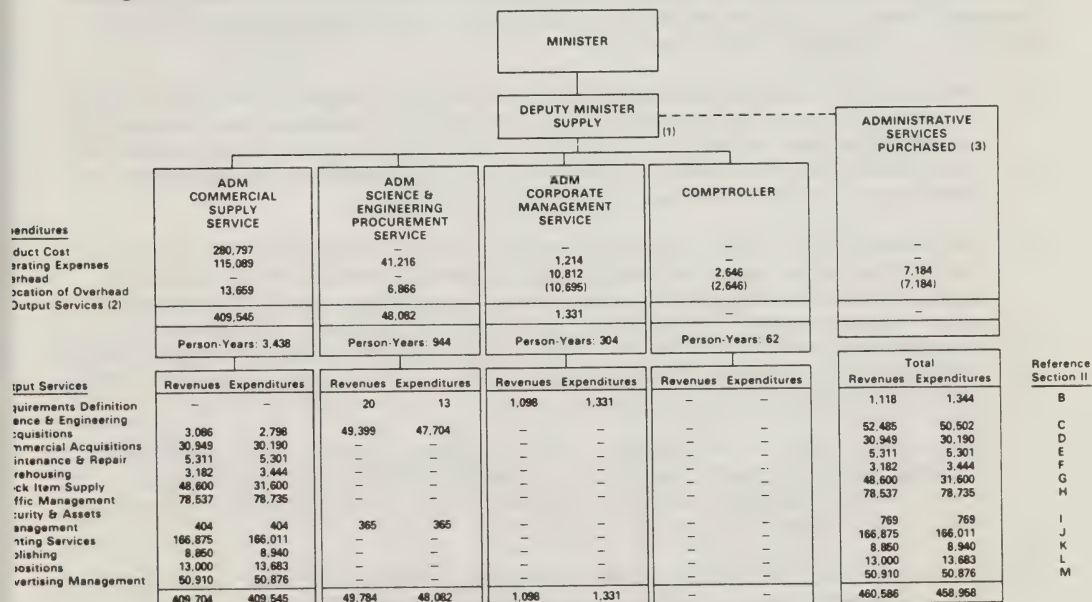 MINISTER
DEPUTY MINISTER
SUPPLY
(1)
ADMINISTRATIVE
SERVICES
PURCHASED (3)
ADM
COMMERCIAL
SUPPLY
SERVICE
ADM
SCIENCE &
ENGINEERING
PROCUREMENT
SERVICE
ADM
CORPORATE
MANAGEMENT
SERVICE
COMPTROLLER
enditures
duct Cost 280,797 – – – –
erating Expenses 115,089 41,216 1,214 – –
erhead – – 10,812 2,646 7,184
ocation of Overhead 13,659 6,866 (10,695) (2,646) (7,184)
Output Services (2)
409,545 48,082 1,331 – –
Person-Years: 3,438 Person-Years: 944 Person-Years: 304 Person-Years: 62
Total Reference
tput Services Revenues Expenditures Revenues Expenditures Revenues Expenditures Revenues Expenditures Revenues Expenditures Section II
quirements Definition – – 20 13 1,098 1,331 – – 1,118 1,344 B
ence & Engineering
cquisitions 3,086 2,798 49,399 47,704 – – – – 52,485 50,502 C
mmercial Acquisitions 30,949 30,190 – – – – – – 30,949 30,190 D
intenance & Repair 5,311 5,301 – – – – – – 5,311 5,301 E
rehousing 3,182 3,444 – – – – – – 3,182 3,444 F
ck Item Supply 48,600 31,600 – – – – – – 48,600 31,600 G
ffic Management 78,537 78,735 – – – – – – 78,537 78,735 H
curity & Assets
anagement 404 404 365 365 – – – – 769 769 I
nting Services 166,875 166,011 – – – – – – 166,875 166,011 J
blishing 8,850 8,940 – – – – – – 8,850 8,940 K
positions 13,000 13,683 – – – – – – 13,000 13,683 L
vertising Management 50,910 50,876 – – – – – – 50,910 50,876 M
409,704 409,545 49,784 48,082 1,098 1,331 – – 460,586 458,958